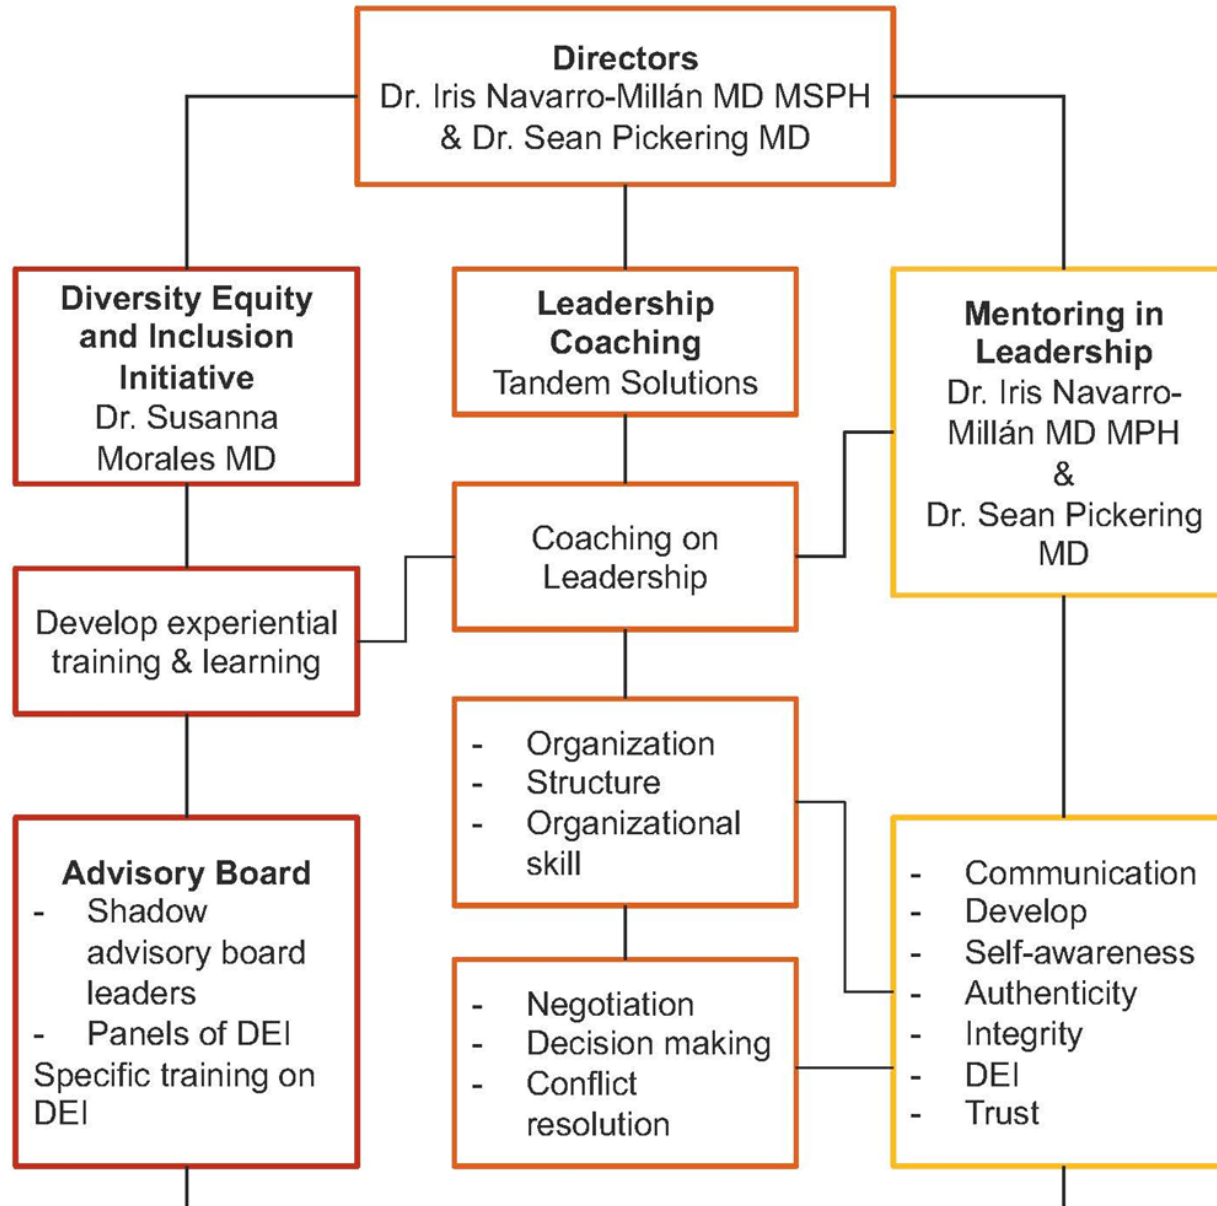 Directors
Dr. Iris Navarro-Millán MD MSPH
& Dr. Sean Pickering MD
Diversity Equity
and Inclusion
Initiative
Dr. Susanna
Morales MD
Leadership
Coaching
Tandem Solutions
Mentoring in
Leadership
Dr. Iris Navarro-
Millán MD MPH
&
Dr. Sean Pickering
MD
Coaching on
Leadership
Develop experiential
training & learning
- Organization
- Structure
- Organizational
skill
Advisory Board
- Shadow
advisory board
leaders
- Panels of DEI
Specific training on
DEI
- Negotiation
- Decision making
- Conflict
resolution
- Communication
- Develop
- Self-awareness
- Authenticity
- Integrity
- DEI
- Trust